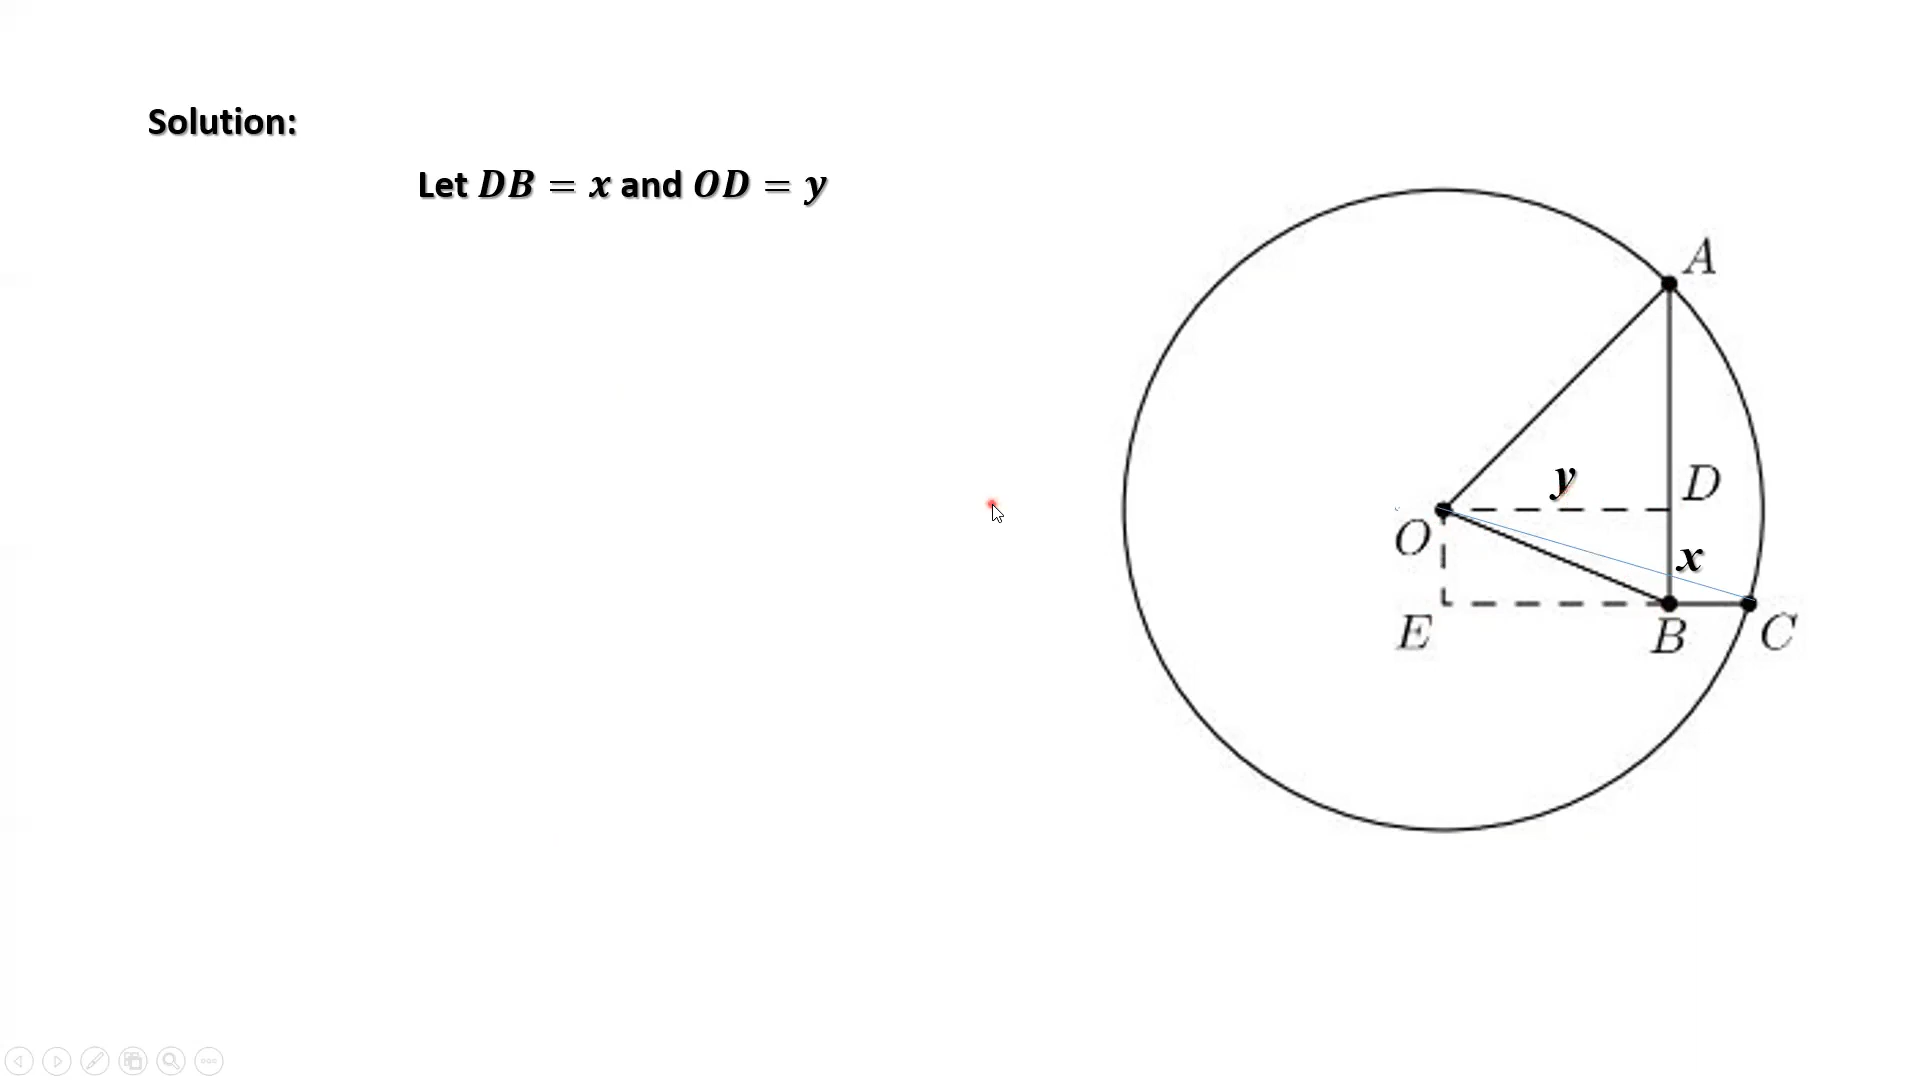 Solution:
Let DB = x and OD = y
A
y
D
O
x
E
B
C